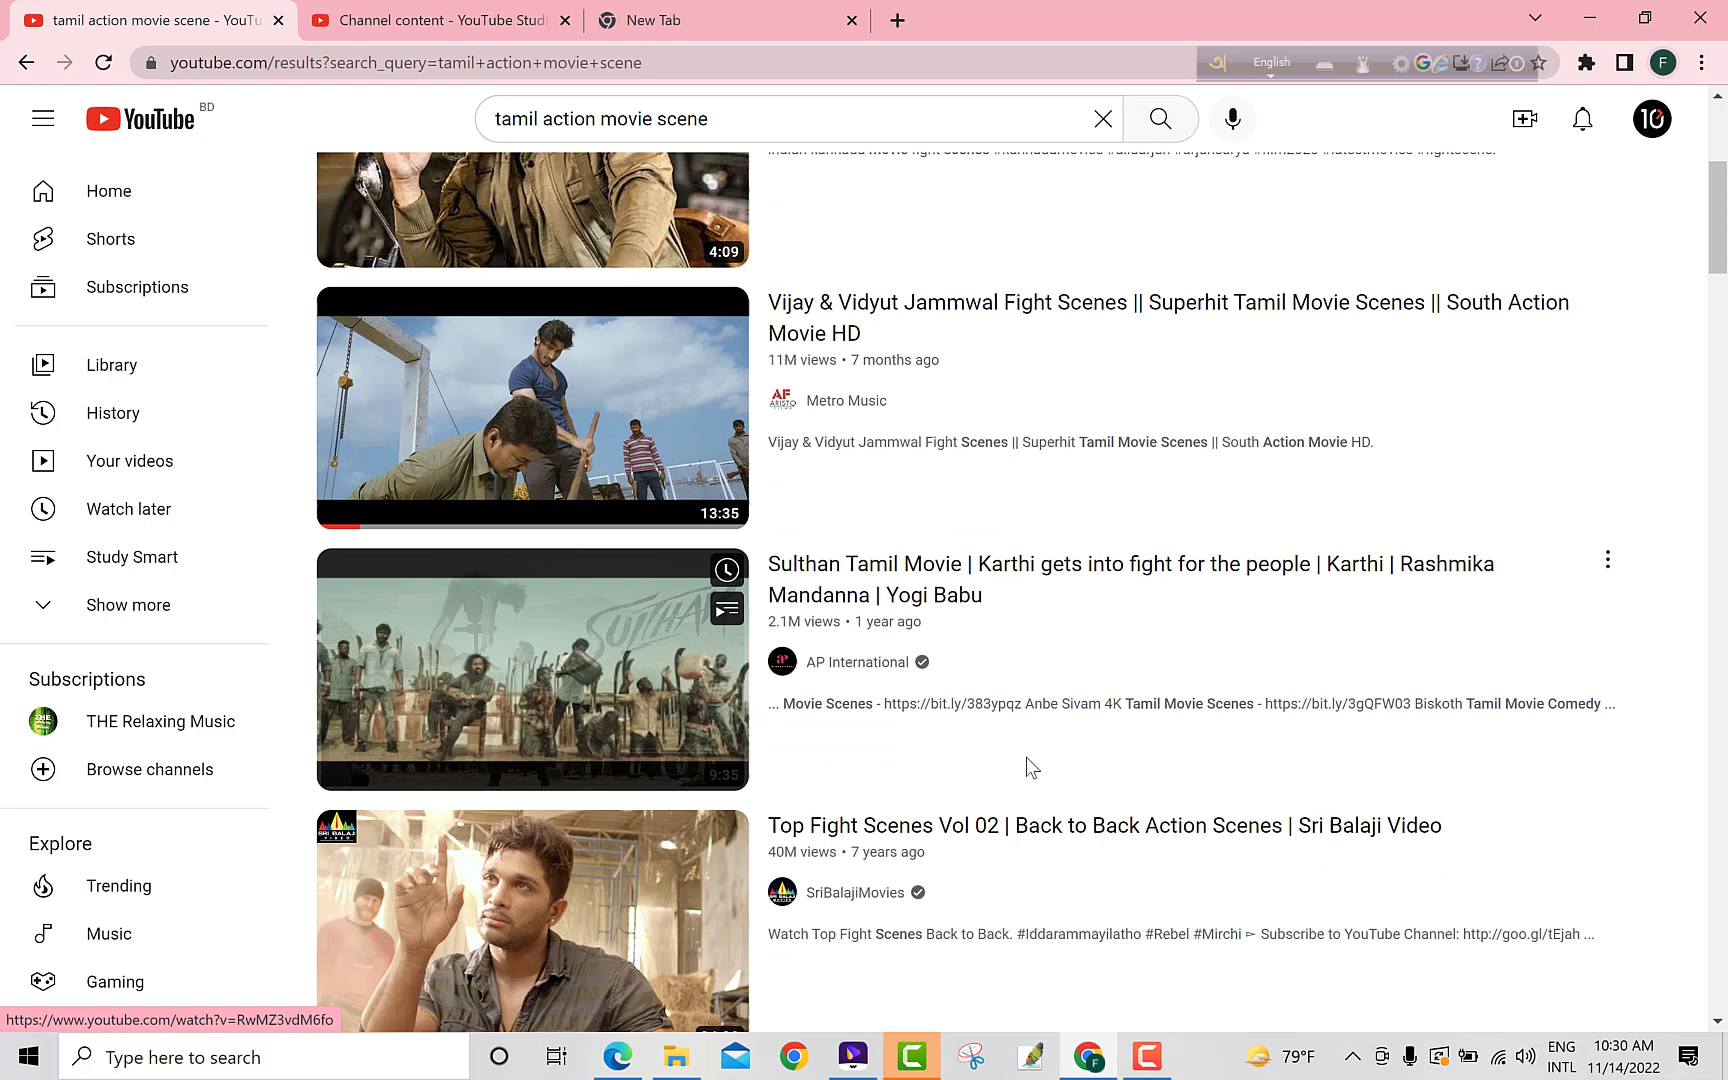 tamil action movie scene - YouTu
Channel content - YouTube Studi
New Tab
youtube.com/results?search_query=tamil+action+movie+scene
English
F
YouTube BD
tamil action movie scene
Home
Shorts
Subscriptions
Library
History
Your videos
Watch later
Study Smart
Show more
Subscriptions
THE Relaxing Music
Browse channels
Explore
Trending
Music
Gaming
4:09
Vijay & Vidyut Jammwal Fight Scenes || Superhit Tamil Movie Scenes || South Action
Movie HD
11M views • 7 months ago
AF
ARISTO
Metro Music
Vijay & Vidyut Jammwal Fight Scenes || Superhit Tamil Movie Scenes || South Action Movie HD.
13:35
Sulthan Tamil Movie | Karthi gets into fight for the people | Karthi | Rashmika
Mandanna | Yogi Babu
2.1M views • 1 year ago
AP International
... Movie Scenes - https://bit.ly/383ypqz Anbe Sivam 4K Tamil Movie Scenes - https://bit.ly/3gQFW03 Biskoth Tamil Movie Comedy ...
9:35
SRI BALAJI
VIDEO
Top Fight Scenes Vol 02 | Back to Back Action Scenes | Sri Balaji Video
40M views • 7 years ago
SriBalajiMovies
Watch Top Fight Scenes Back to Back. #Iddarammayilatho #Rebel #Mirchi ► Subscribe to YouTube Channel: http://goo.gl/tEjah ...
https://www.youtube.com/watch?v=RwMZ3vdM6fo
Type here to search
79°F
ENG
INTL
10:30 AM
11/14/2022